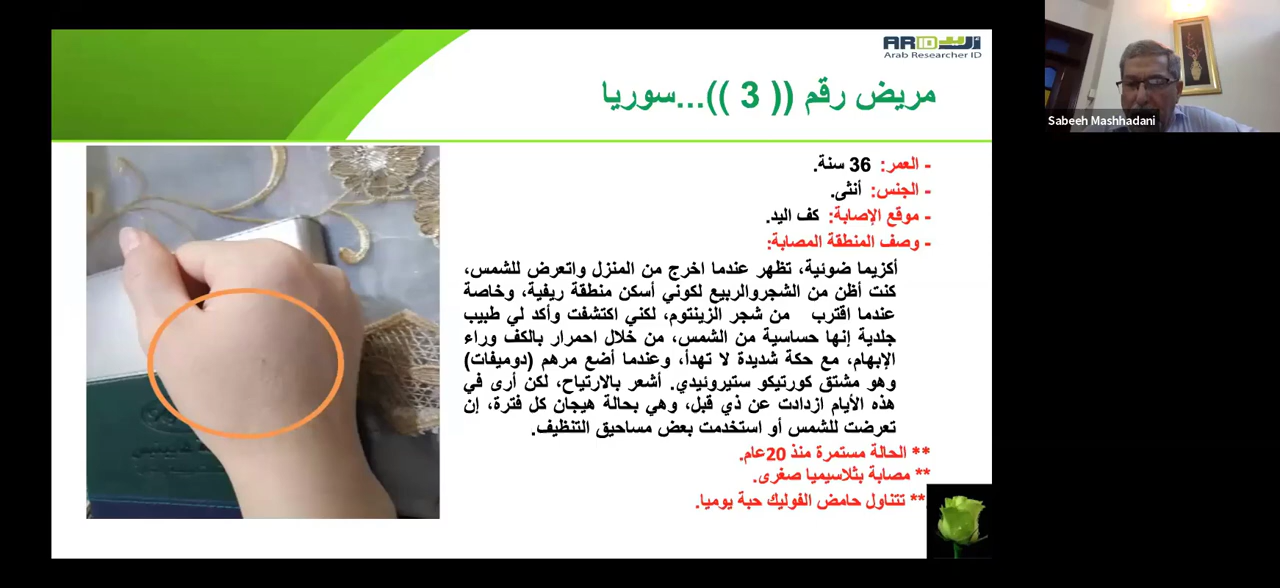 ARID
Arab Researcher ID
مريض رقم (( 3 ))...سوريا
Sabeeh Mashhadani
- العمر: 36 سنة.
- الجنس: أنثى.
- موقع الإصابة: كف اليد.
- وصف المنطقة المصابة:
أكزيما ضوئية، تظهر عندما اخرج من المنزل واتعرض للشمس،
كنت أظن من الشجروالربيع لكوني أسكن منطقة ريفية، وخاصة
عندما اقترب من شجر الزينتوم، لكني اكتشفت وأكد لي طبيب
جلدية إنها حساسية من الشمس، من خلال احمرار بالكف وراء
الإبهام، مع حكة شديدة لا تهدأ، وعندما أضع مرهم (دوميفات)
وهو مشتق كورتيكو ستيروئيدي. أشعر بالارتياح، لكن أرى في
هذه الأيام ازدادت عن ذي قبل، وهي بحالة هيجان كل فترة، إن
تعرضت للشمس أو استخدمت بعض مساحيق التنظيف.
** الحالة مستمرة منذ 20عام.
** مصابة بثلاسيميا صغرى.
** تتناول حامض الفوليك حبة يوميا.